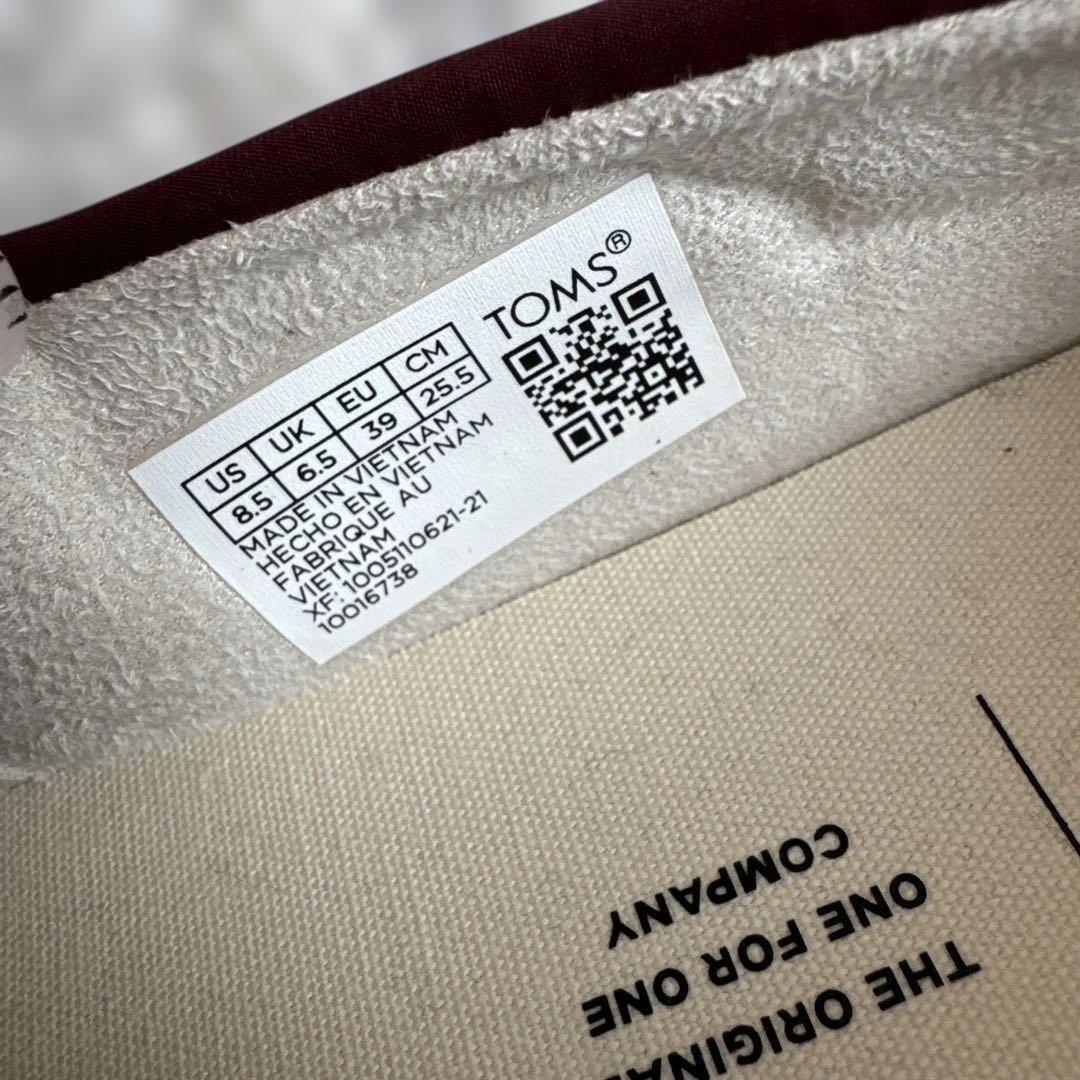 TOMS®
US UK EU CM
8.5 6.5 39 25.5
MADE IN VIETNAM
HECHO EN VIETNAM
FABRIQUE AU
VIETNAM
XF: 1005110621-21
10016738
THE ORIGINAL
ONE FOR ONE
COMPANY